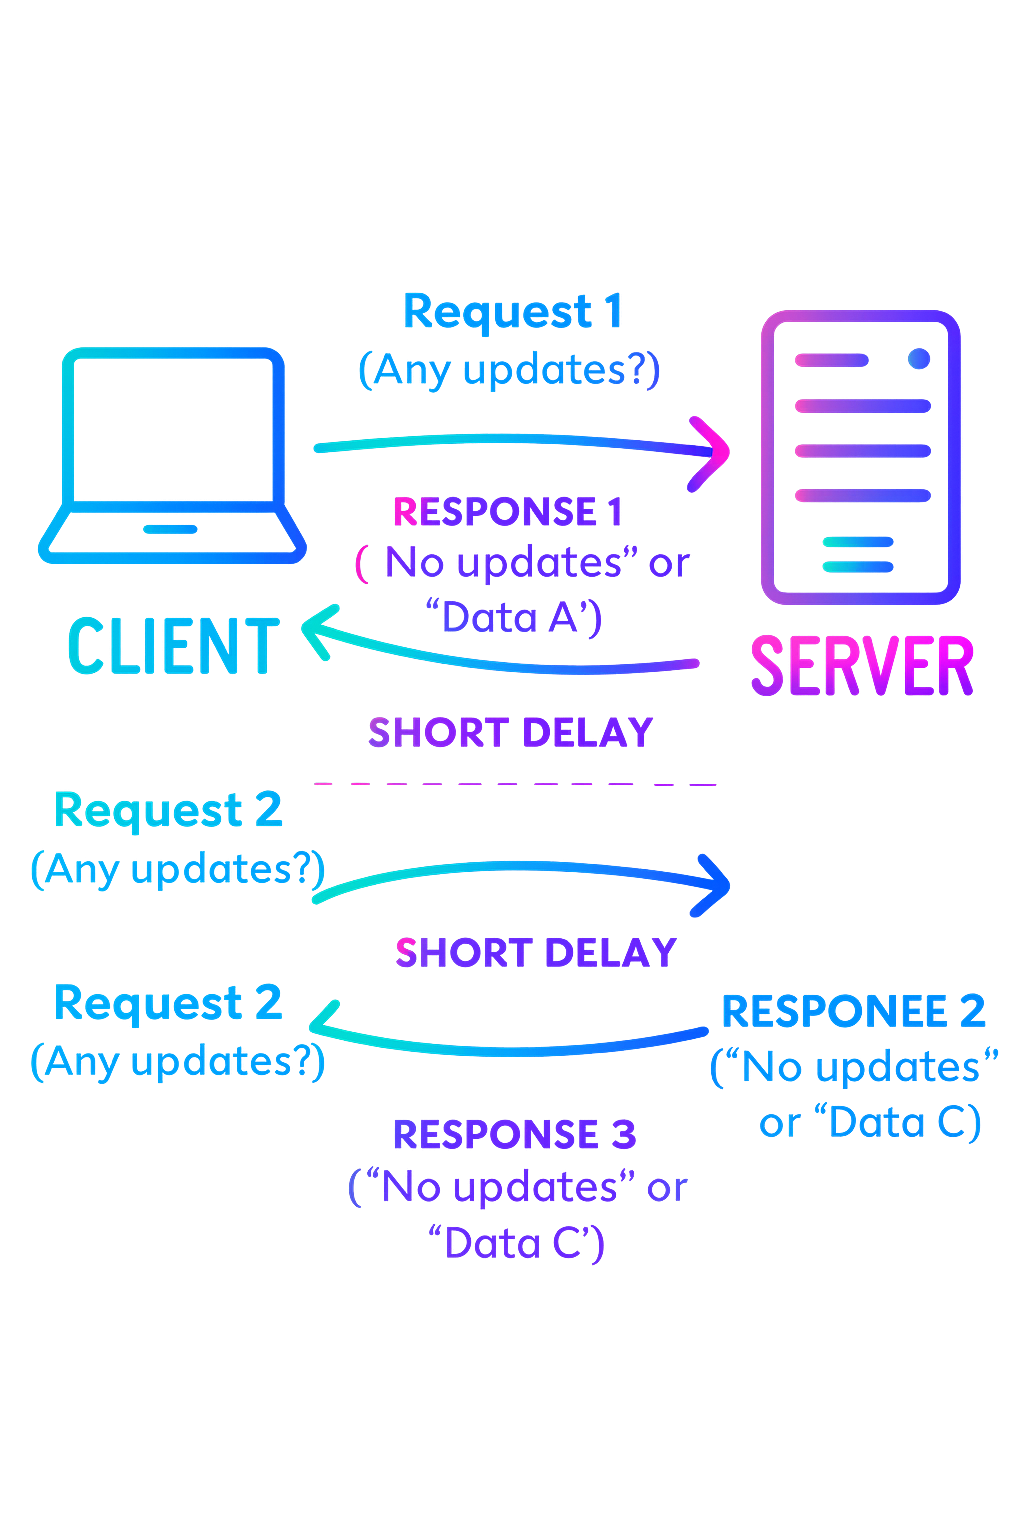 Request 1
(Any updates?)
RESPONSE 1
( No updates” or
“Data A’)
CLIENT
SERVER
SHORT DELAY
Request 2
(Any updates?)
SHORT DELAY
Request 2
(Any updates?)
RESPONEE 2
(“No updates”
or “Data C)
RESPONSE 3
(“No updates” or
“Data C’)